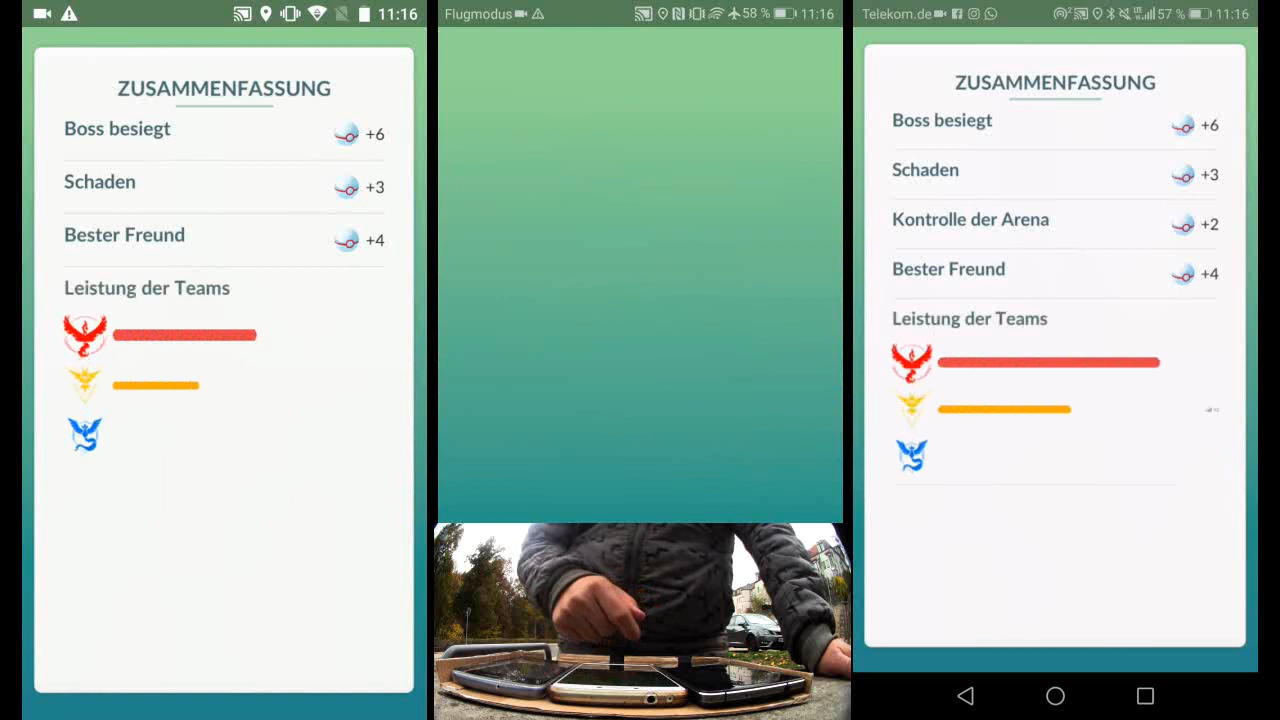 11:16
ZUSAMMENFASSUNG
Boss besiegt +6
Schaden +3
Bester Freund +4
Leistung der Teams
Flugmodus 58 % 11:16
Telekom.de 57 % 11:16
ZUSAMMENFASSUNG
Boss besiegt +6
Schaden +3
Kontrolle der Arena +2
Bester Freund +4
Leistung der Teams